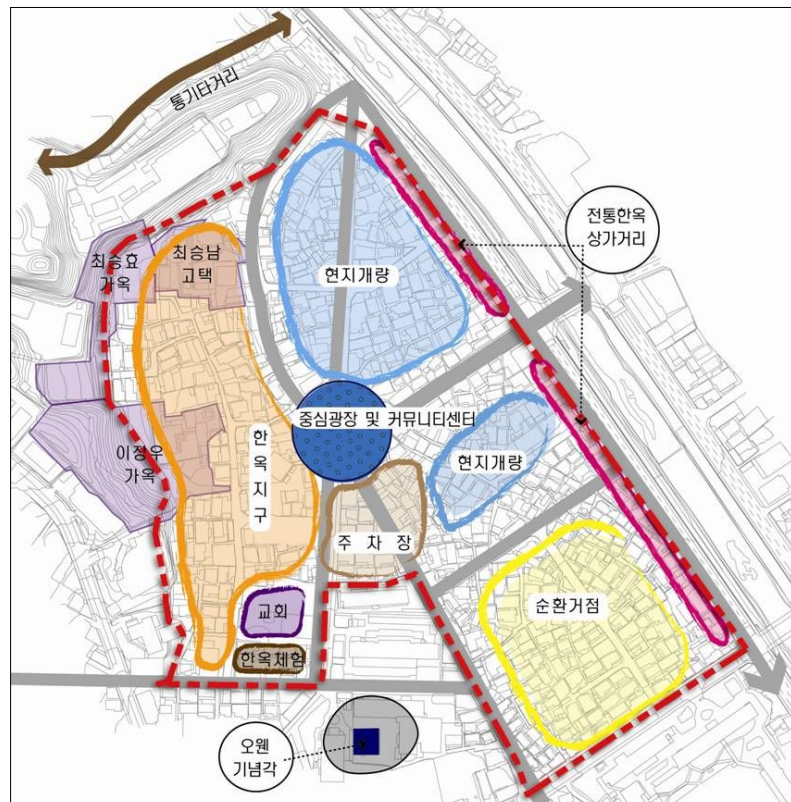 통기타거리
전통한옥
상가거리
최승효
가옥
최승남
고택
현지개량
중심광장 및 커뮤니티센터
한
옥
지
구
이정우
가옥
현지개량
주 차 장
순환거점
교회
한옥체험
오웬
기념각